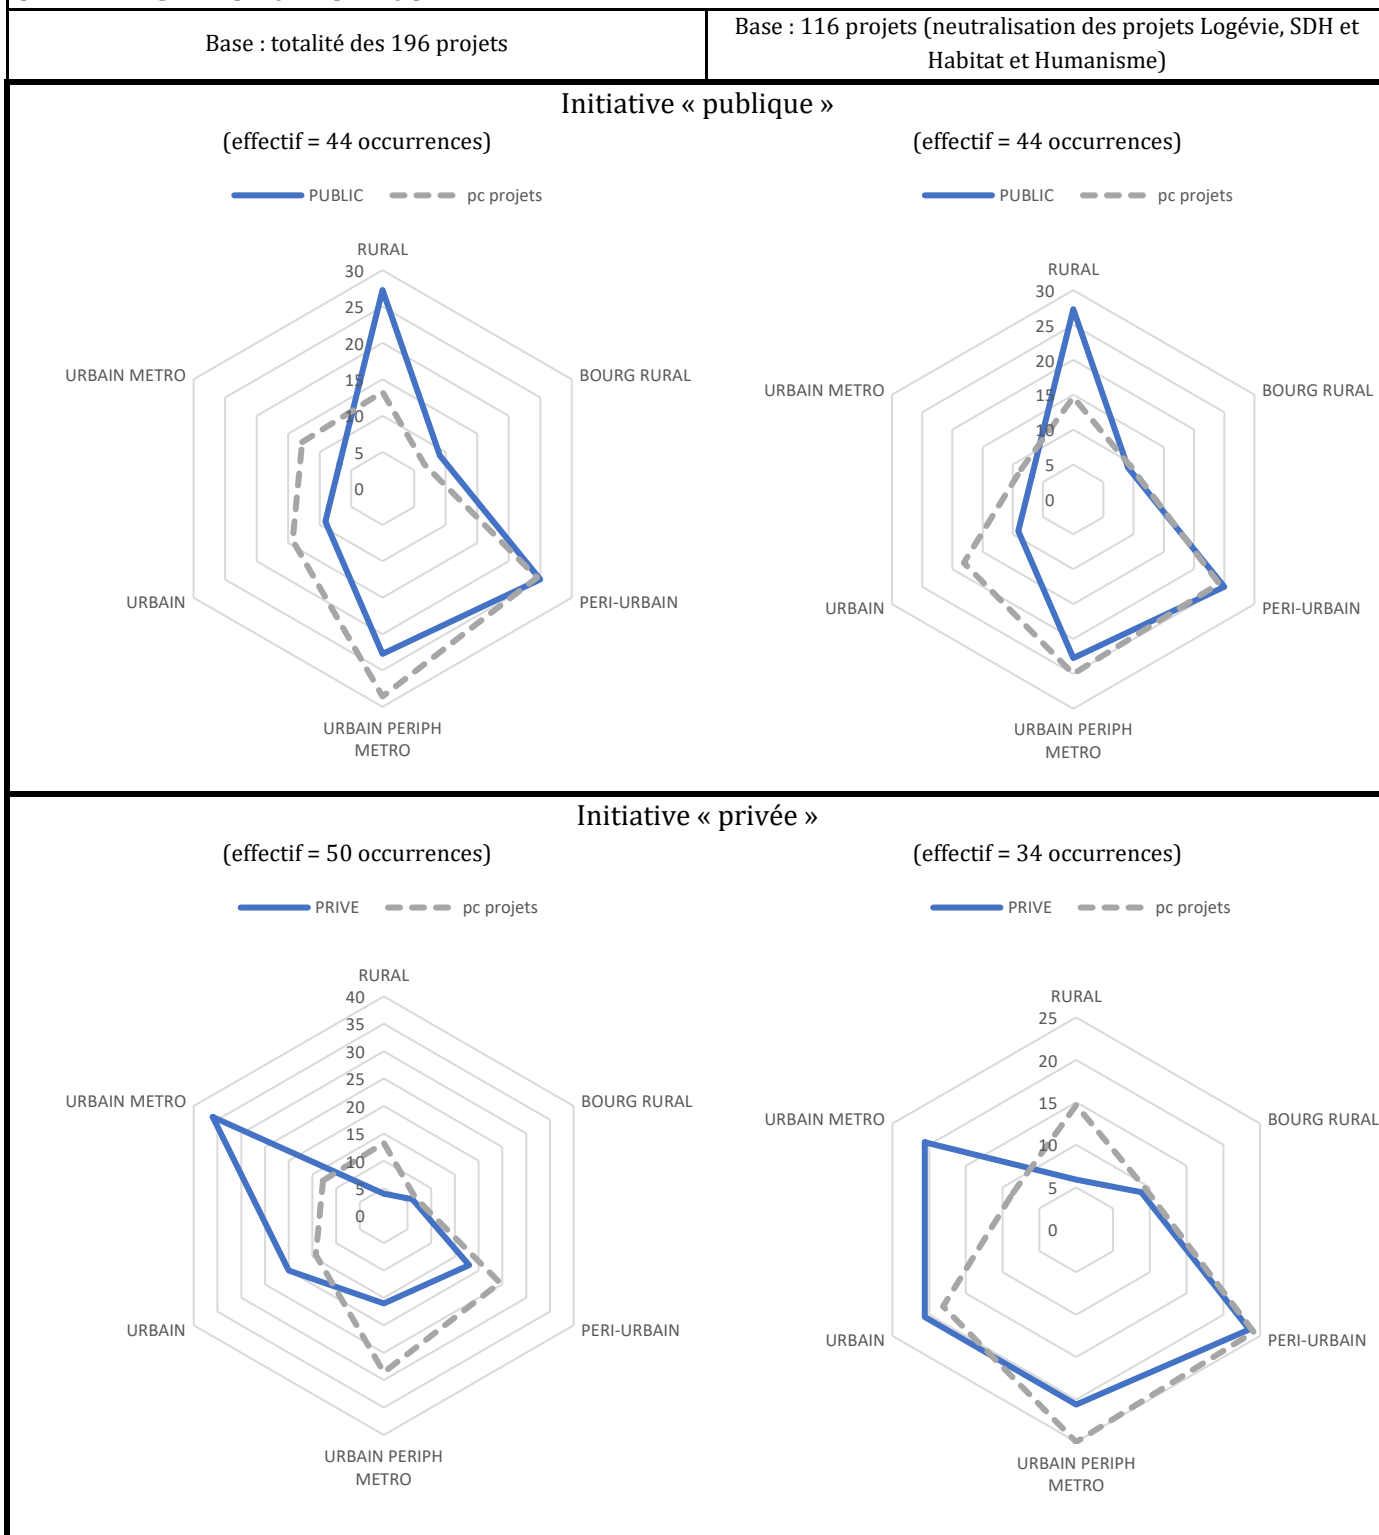 Base : totalité des 196 projets
Base : 116 projets (neutralisation des projets Logévie, SDH et
Habitat et Humanisme)
Initiative « publique »
(effectif = 44 occurrences)
PUBLIC pc projets
RURAL
30
25
20
15
10
5
0
URBAIN METRO
BOURG RURAL
URBAIN
PERI-URBAIN
URBAIN PERIPH
METRO
(effectif = 44 occurrences)
PUBLIC pc projets
RURAL
30
25
20
15
10
5
0
URBAIN METRO
BOURG RURAL
URBAIN
PERI-URBAIN
URBAIN PERIPH
METRO
Initiative « privée »
(effectif = 50 occurrences)
PRIVE pc projets
RURAL
40
35
30
25
20
15
10
5
0
URBAIN METRO
BOURG RURAL
URBAIN
PERI-URBAIN
URBAIN PERIPH
METRO
(effectif = 34 occurrences)
PRIVE pc projets
RURAL
25
20
15
10
5
0
URBAIN METRO
BOURG RURAL
URBAIN
PERI-URBAIN
URBAIN PERIPH
METRO